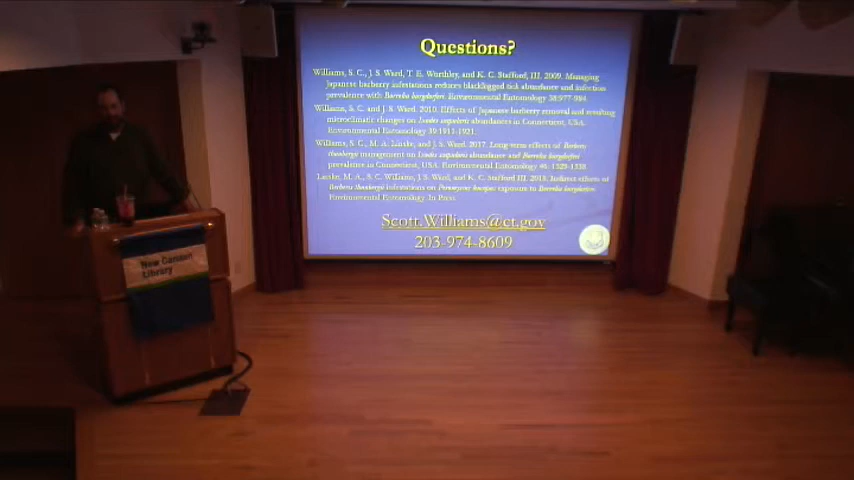 Questions?
Williams, S. C., J. S. Ward, T. E. Worthley, and K. C. Stafford, III. 2009. Managing
Japanese barberry infestations reduces blacklegged tick abundance and infection
prevalence with Borrelia burgdorferi. Environmental Entomology 38:977-984.
Williams, S. C. and J. S. Ward. 2010. Effects of Japanese barberry removal and resulting
microclimatic changes on Ixodes scapularis abundances in Connecticut, USA.
Environmental Entomology 39:1911-1921.
Williams, S. C., M. A. Linske, and J. S. Ward. 2017. Long-term effects of Berberis
thunbergii management on Ixodes scapularis abundance and Borrelia burgdorferi
prevalence in Connecticut, USA. Environmental Entomology 46: 1329-1338.
Linske, M. A., S. C. Williams, J. S. Ward, and K. C. Stafford III. 2018. Indirect effects of
Berberis thunbergii infestations on Peromyscus leucopus exposure to Borrelia burgdorferi.
Environmental Entomology. In Press.
Scott.Williams@ct.gov
203-974-8609
New Canaan
Library